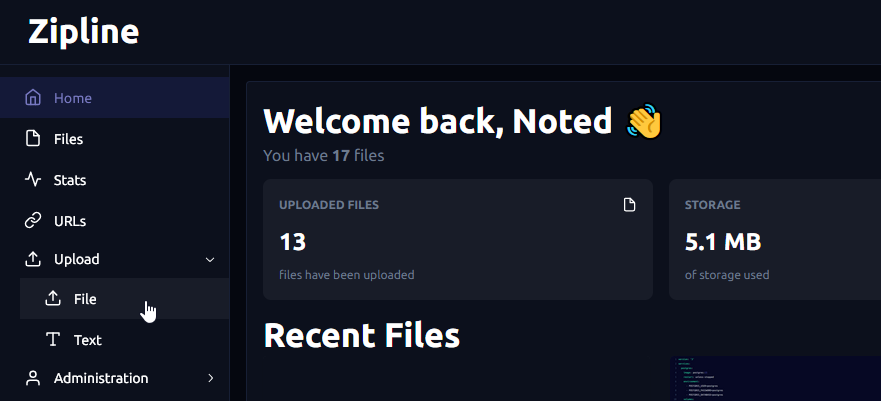 Zipline
Home
Files
Stats
URLs
Upload
File
Text
Administration
Welcome back, Noted 👋
You have 17 files
UPLOADED FILES
13
files have been uploaded
STORAGE
5.1 MB
of storage used
Recent Files